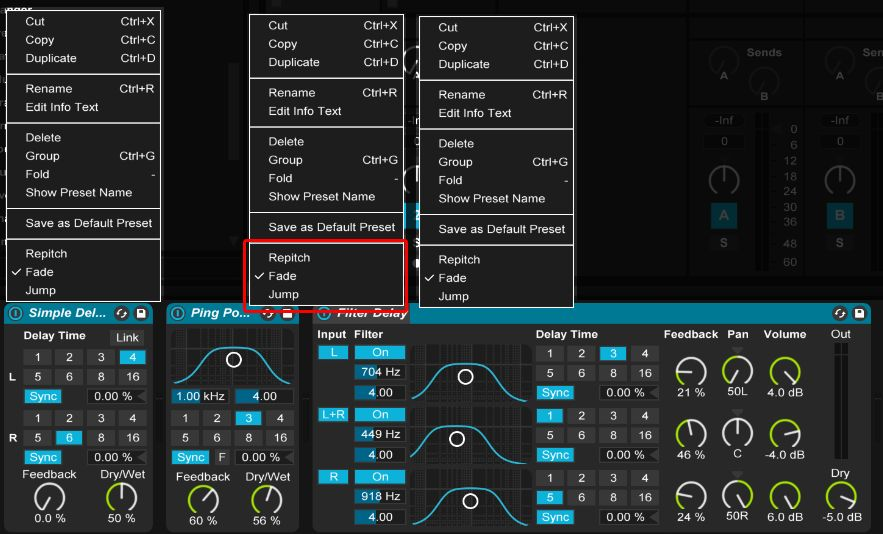 Cut Ctrl+X
Copy Ctrl+C
Duplicate Ctrl+D
Rename Ctrl+R
Edit Info Text
Delete
Group Ctrl+G
Fold -
Show Preset Name
Save as Default Preset
Repitch
Fade
Jump
Cut Ctrl+X
Copy Ctrl+C
Duplicate Ctrl+D
Rename Ctrl+R
Edit Info Text
Delete
Group Ctrl+G
Fold -
Show Preset Name
Save as Default Preset
Repitch
Fade
Jump
Cut Ctrl+X
Copy Ctrl+C
Duplicate Ctrl+D
Rename Ctrl+R
Edit Info Text
Delete
Group Ctrl+G
Fold -
Show Preset Name
Save as Default Preset
Repitch
Fade
Jump
Sends
A
B
-Inf
0
0
6
12
18
24
30
36
48
60
A
S
A
-Inf
0
B
S
Simple Del...
Delay Time Link
L
1 2 3 4
5 6 8 16
Sync 0.00 %
R
1 2 3 4
5 6 8 16
Sync 0.00 %
Feedback Dry/Wet
0.0 % 50 %
Ping Po...
1.00 kHz 4.00
1 2 3 4
5 6 8 16
Sync F 0.00 %
Feedback Dry/Wet
60 % 56 %
Filter Delay
Input Filter Delay Time Feedback Pan Volume Out
L On 1 2 3 4
704 Hz 5 6 8 16
4.00 Sync 0.00 % 21 % 50L 4.0 dB
L+R On 1 2 3 4
449 Hz 5 6 8 16
4.00 Sync 0.00 % 46 % C -4.0 dB
R On 1 2 3 4 Dry
918 Hz 5 6 8 16
4.00 Sync 0.00 % 24 % 50R 6.0 dB -5.0 dB